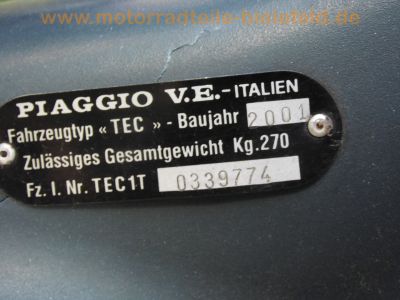 www.motorradteile-bielefeld.de
PIAGGIO V.E.-ITALIEN
Fahrzeugtyp "TEC" - Baujahr 2001
Zulässiges Gesamtgewicht Kg.270
Fz. I. Nr. TEC1T 0339774